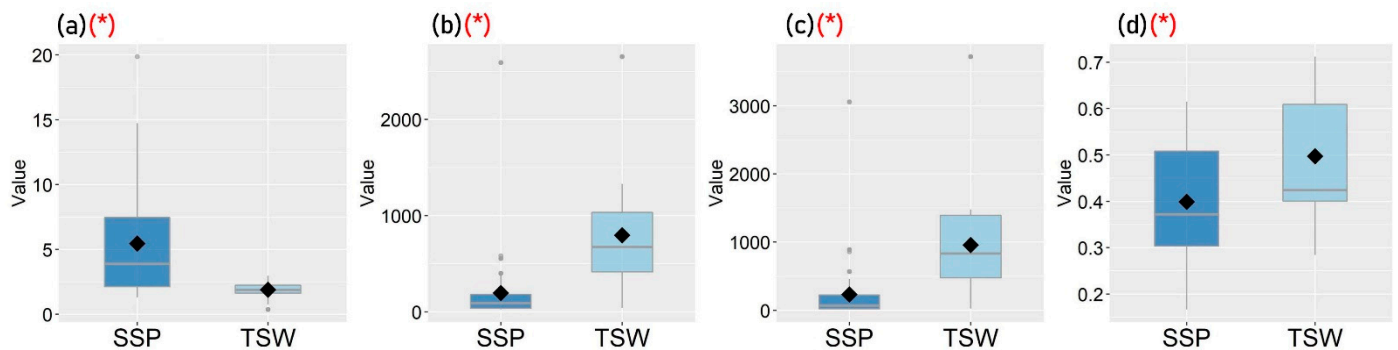 (a)(*)
Value
20
15
10
5
0
SSP TSW
(b)(*)
Value
2000
1000
0
SSP TSW
(c)(*)
Value
3000
2000
1000
0
SSP TSW
(d)(*)
Value
0.7
0.6
0.5
0.4
0.3
0.2
SSP TSW